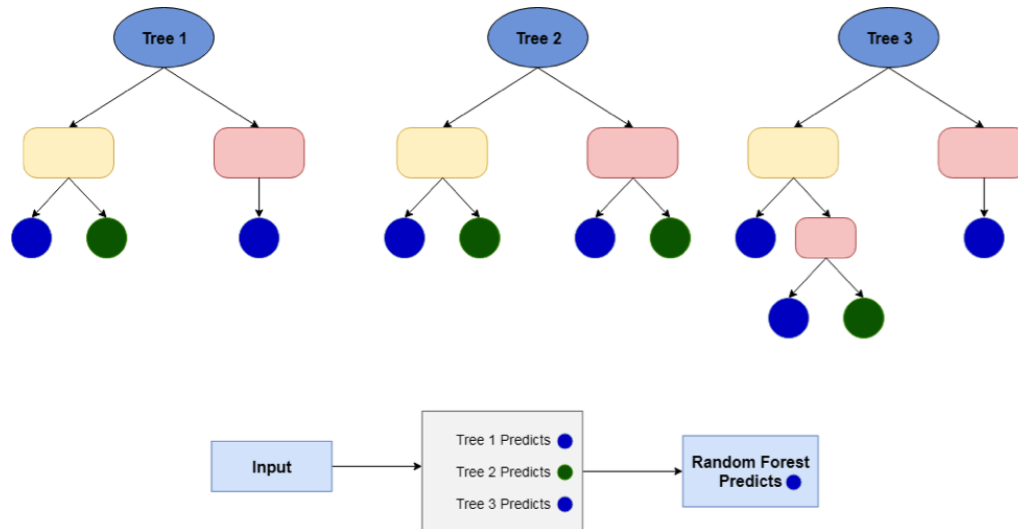 Tree 1
Tree 2
Tree 3
Input
Tree 1 Predicts
Tree 2 Predicts
Tree 3 Predicts
Random Forest
Predicts